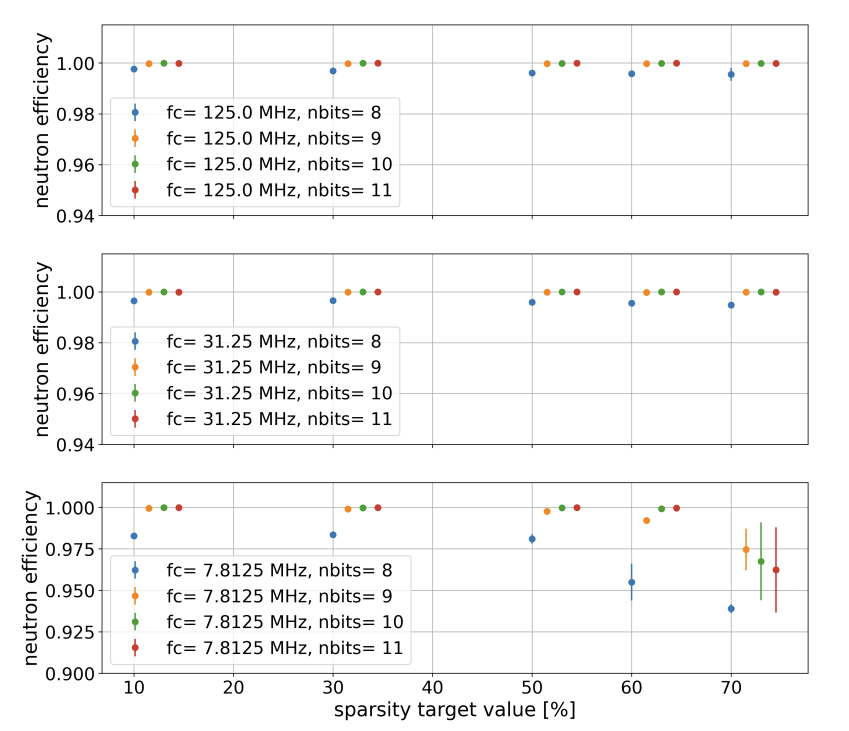 neutron efficiency
1.00
0.98
0.96
0.94
fc= 125.0 MHz, nbits= 8
fc= 125.0 MHz, nbits= 9
fc= 125.0 MHz, nbits= 10
fc= 125.0 MHz, nbits= 11
neutron efficiency
1.00
0.98
0.96
0.94
fc= 31.25 MHz, nbits= 8
fc= 31.25 MHz, nbits= 9
fc= 31.25 MHz, nbits= 10
fc= 31.25 MHz, nbits= 11
neutron efficiency
1.000
0.975
0.950
0.925
0.900
fc= 7.8125 MHz, nbits= 8
fc= 7.8125 MHz, nbits= 9
fc= 7.8125 MHz, nbits= 10
fc= 7.8125 MHz, nbits= 11
10 20 30 40 50 60 70
sparsity target value [%]